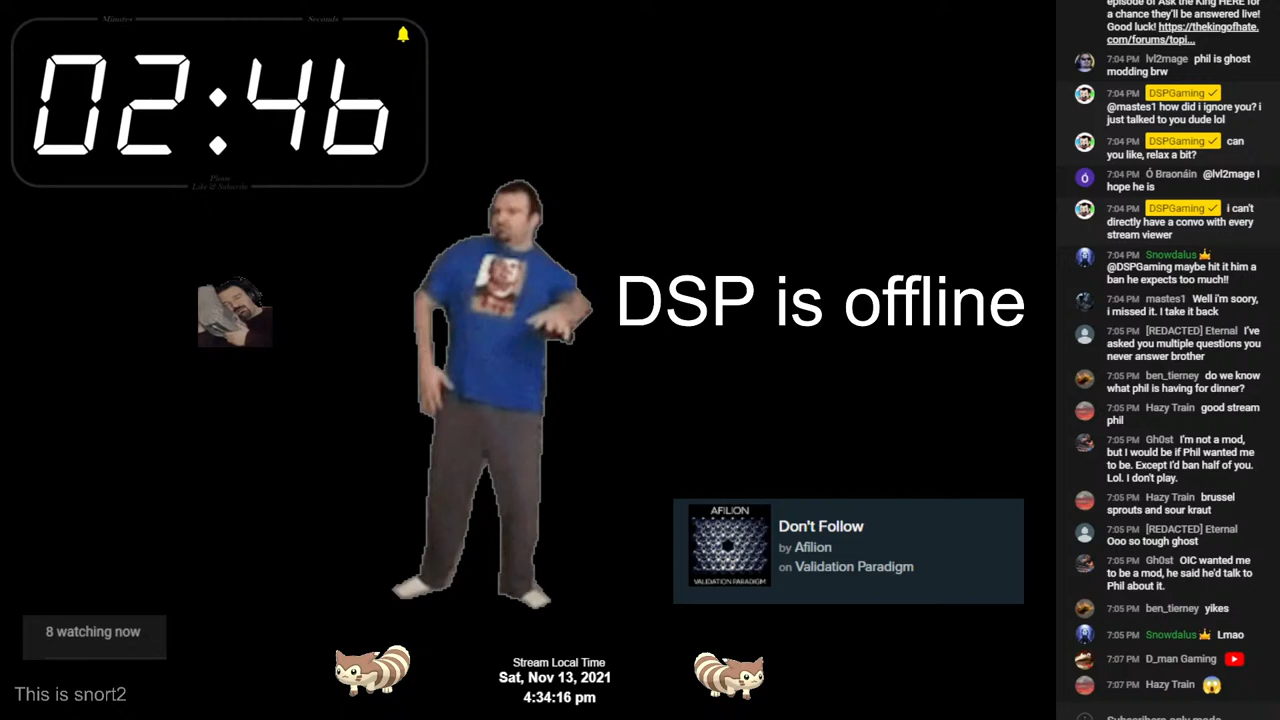 Minutes
Seconds
02:46
Please
Like & Subscribe
DSP is offline
AFILION
VALIDATION PARADIGM
Don't Follow
by Afilion
on Validation Paradigm
8 watching now
This is snort2
Stream Local Time
Sat, Nov 13, 2021
4:34:16 pm
episode of Ask the King HERE for
a chance they'll be answered live!
Good luck! https://thekingofhate.
com/forums/topi...
7:04 PM lvl2mage phil is ghost
modding brw
7:04 PM DSPGaming
@mastes1 how did i ignore you? i
just talked to you dude lol
7:04 PM DSPGaming can
you like, relax a bit?
7:04 PM Ó Braonáin @lvl2mage I
hope he is
7:04 PM DSPGaming i can't
directly have a convo with every
stream viewer
7:04 PM Snowdalus
@DSPGaming maybe hit it him a
ban he expects too much!!
7:04 PM mastes1 Well i'm soory,
i missed it. I take it back
7:05 PM [REDACTED] Eternal I've
asked you multiple questions you
never answer brother
7:05 PM ben_tierney do we know
what phil is having for dinner?
7:05 PM Hazy Train good stream
phil
7:05 PM Gh0st I'm not a mod,
but I would be if Phil wanted me
to be. Except I'd ban half of you.
Lol. I don't play.
7:05 PM Hazy Train brussel
sprouts and sour kraut
7:05 PM [REDACTED] Eternal
Ooo so tough ghost
7:05 PM Gh0st OIC wanted me
to be a mod, he said he'd talk to
Phil about it.
7:05 PM ben_tierney yikes
7:05 PM Snowdalus Lmao
7:07 PM D_man Gaming
7:07 PM Hazy Train 😱
Subscribers-only mode